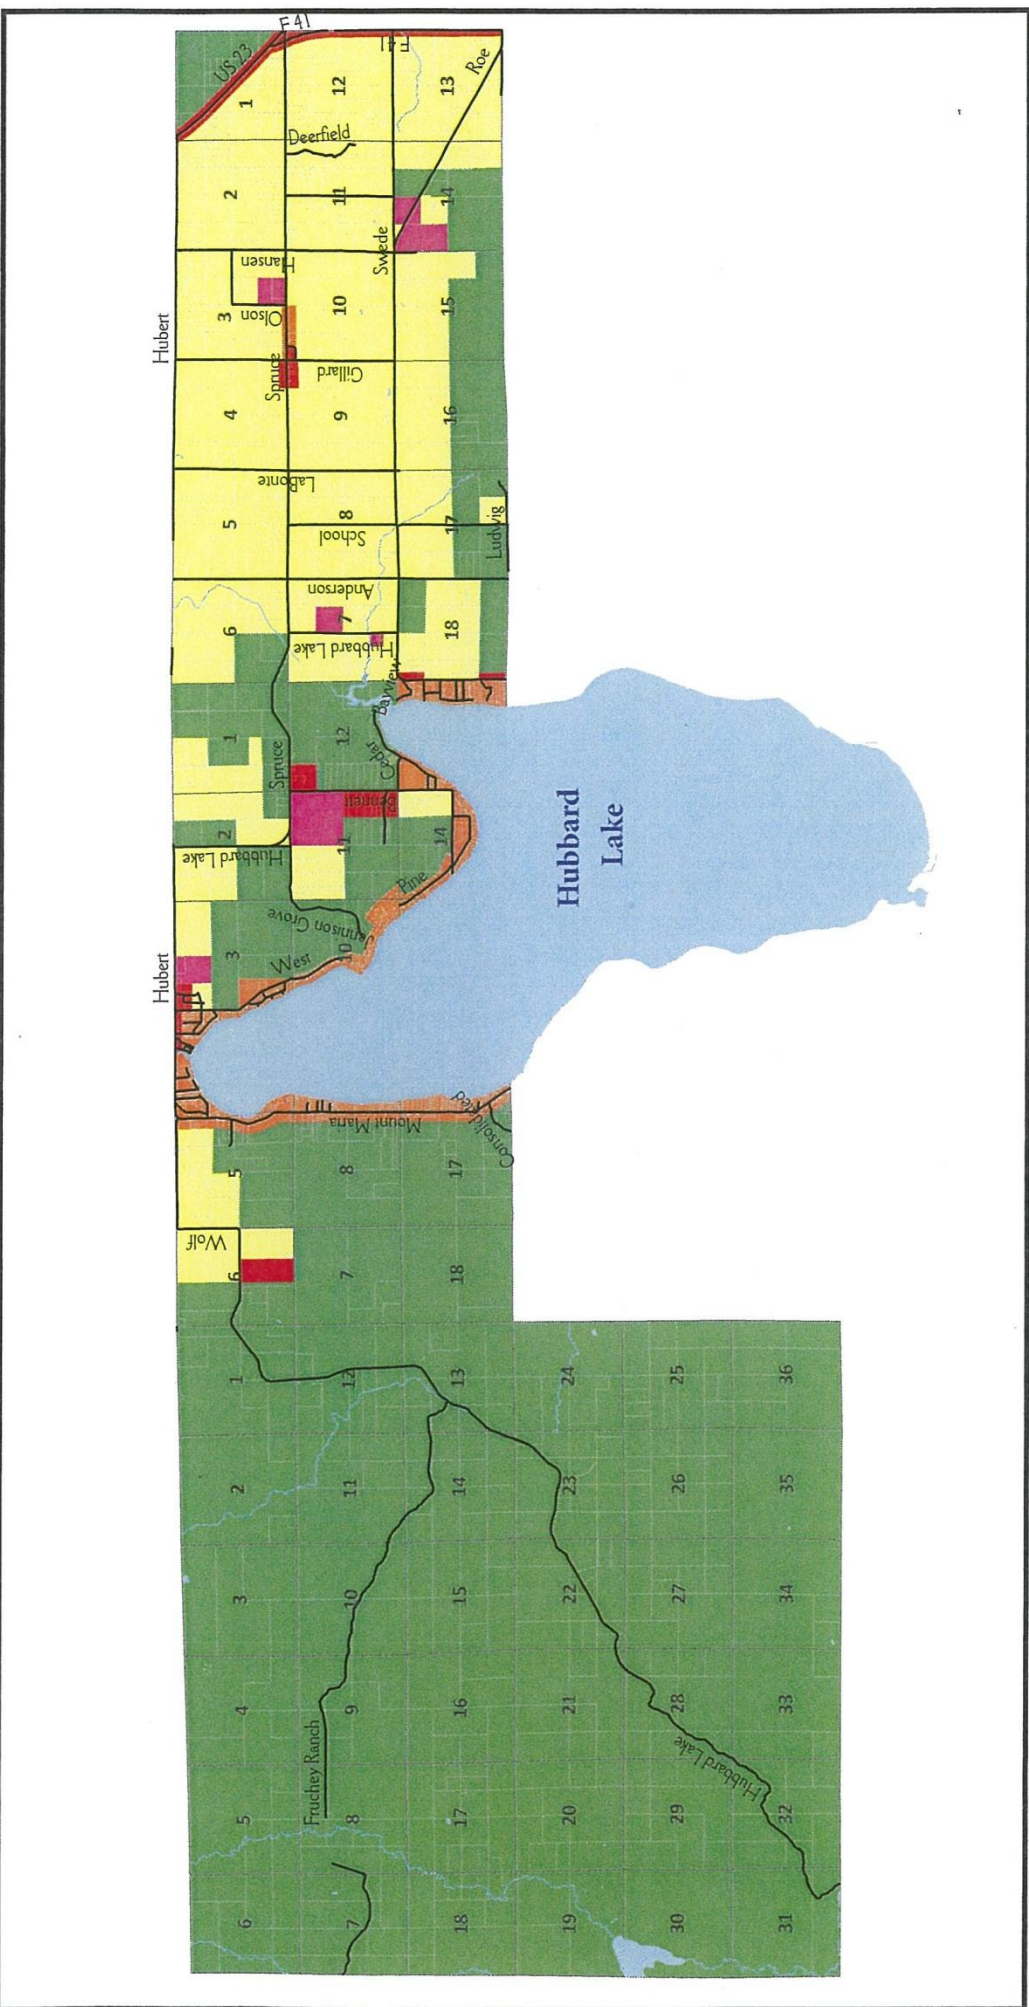 F 41
US 23
F 41
Roe
1
12
13
Deerfield
2
11
14
Swede
Hansen
Hubert
3
Olson
10
15
Spruce
Gillard
4
9
16
LaBonte
5
8
17
School
Ludwig
Anderson
6
7
18
Hubbard Lake
Bayview
1
12
Cedar
Spruce
Bennett
2
11
14
Hubbard Lake
Pine
Jennison Grove
Hubert
3
West
10
Hubbard
Lake
Mount Maria
Consolidated
5
8
17
Wolf
6
7
18
1
12
13
24
25
36
2
11
14
23
26
35
3
10
15
22
27
34
4
9
16
21
28
33
Fruchey Ranch
Hubbard Lake
5
8
17
20
29
32
6
7
18
19
30
31